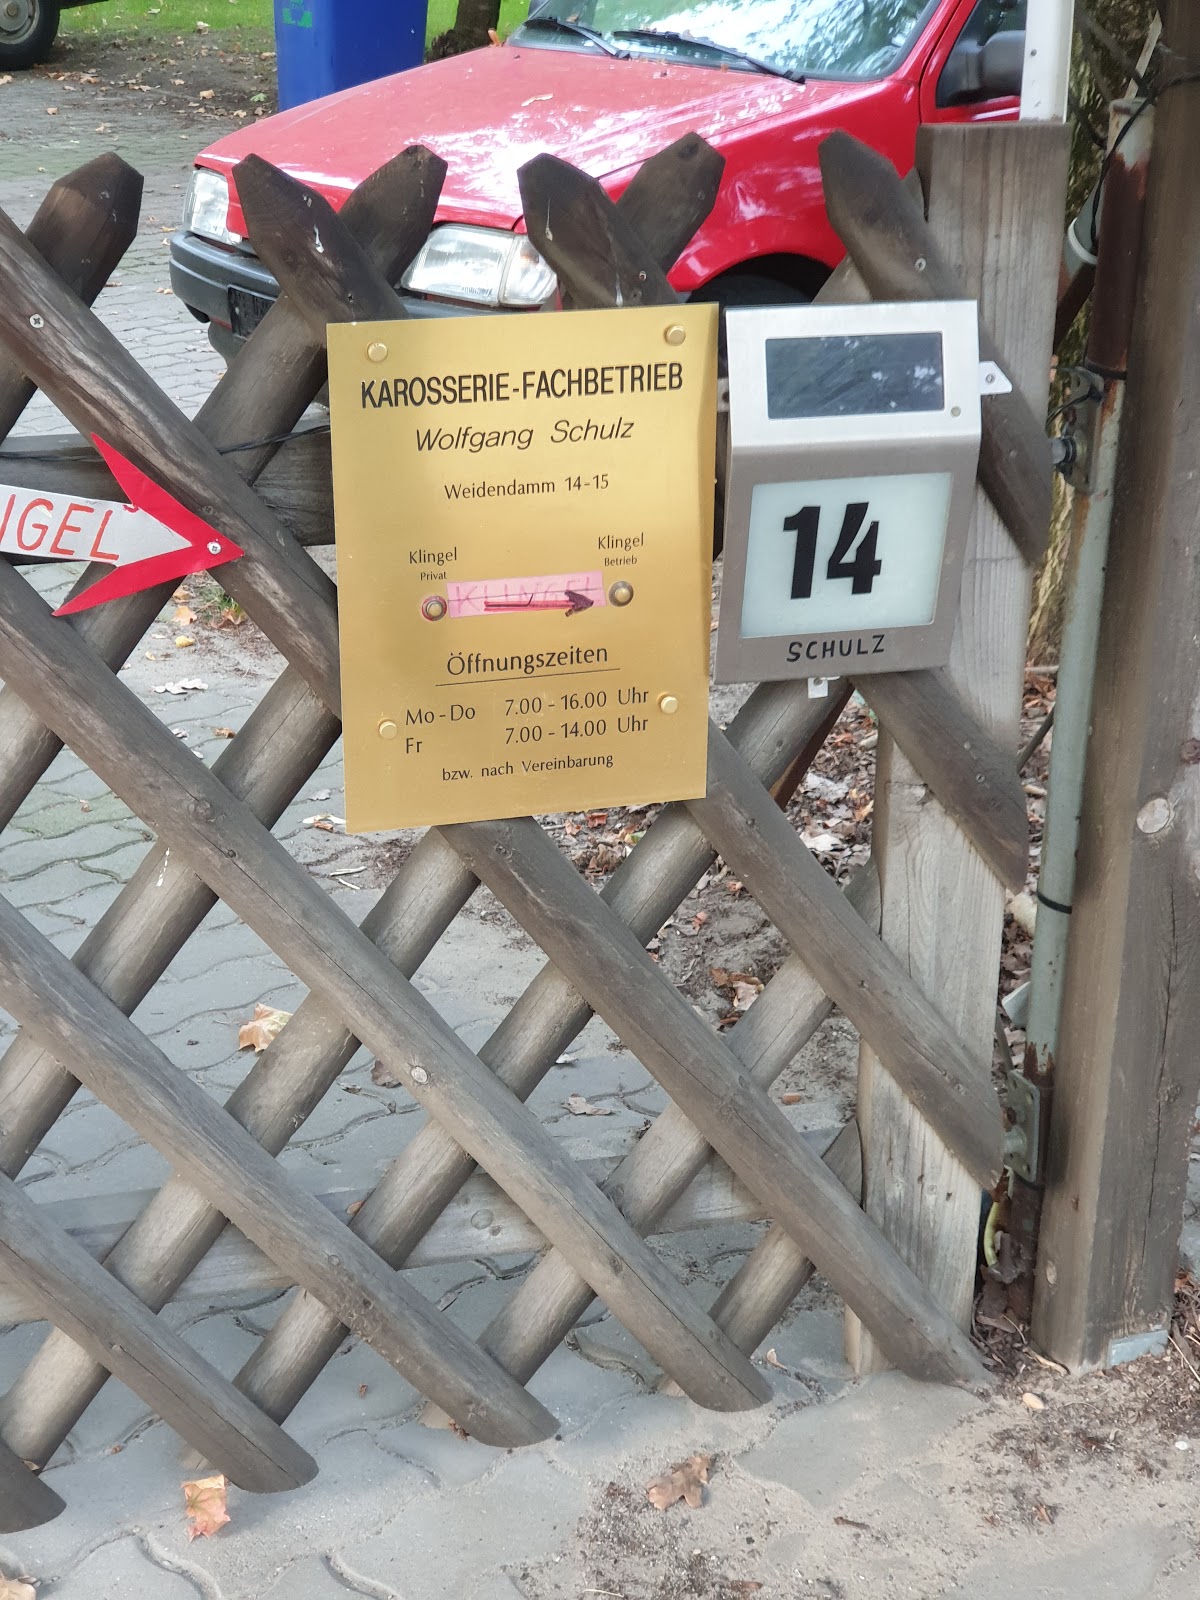 KAROSSERIE-FACHBETRIEB
Wolfgang Schulz
Weidendamm 14-15
Klingel
Privat
Klingel
Betrieb
KLINGEL
Öffnungszeiten
Mo - Do 7.00 - 16.00 Uhr
Fr 7.00 - 14.00 Uhr
bzw. nach Vereinbarung
NGEL
14
SCHULZ